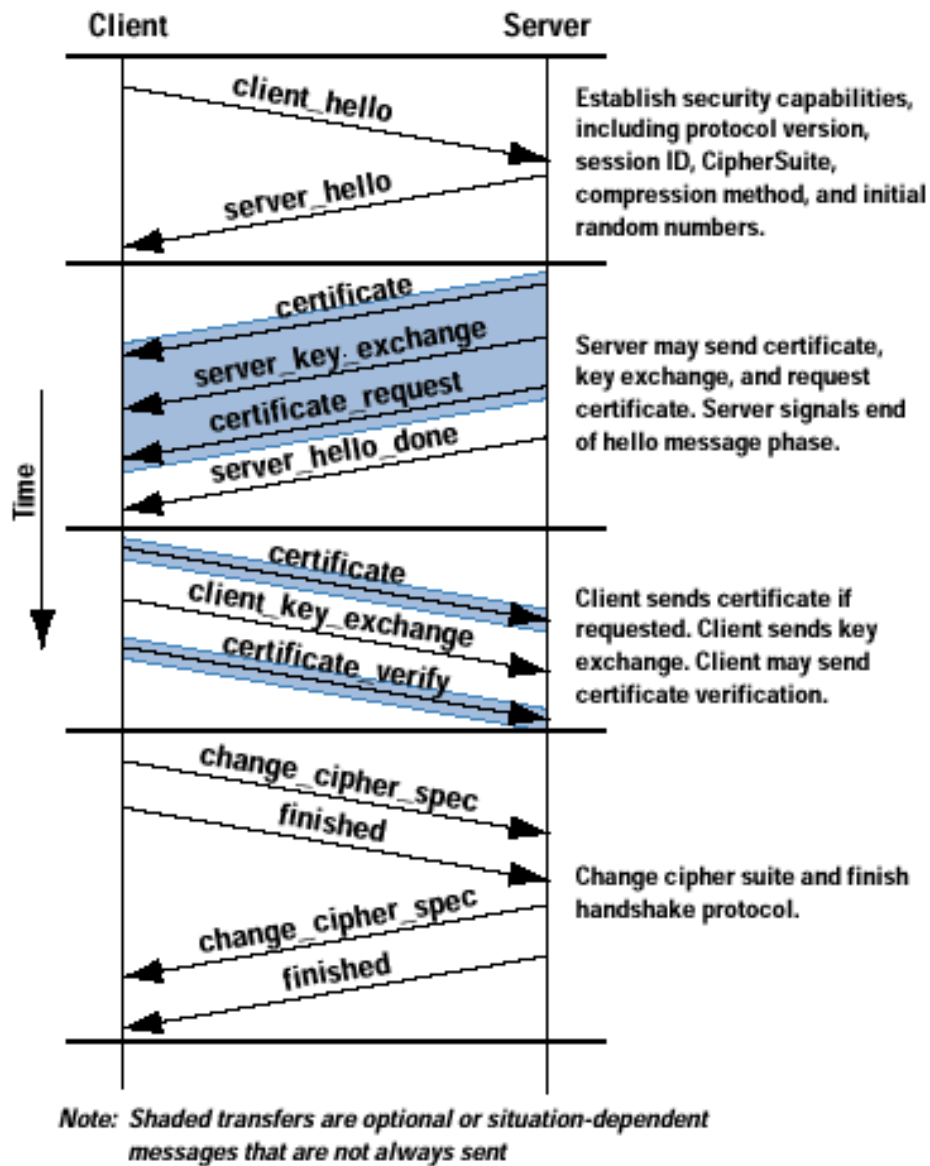 Client
Server
client_hello
server_hello
Establish security capabilities,
including protocol version,
session ID, CipherSuite,
compression method, and initial
random numbers.
certificate
server_key_exchange
certificate_request
server_hello_done
Server may send certificate,
key exchange, and request
certificate. Server signals end
of hello message phase.
Time
certificate
client_key_exchange
certificate_verify
Client sends certificate if
requested. Client sends key
exchange. Client may send
certificate verification.
change_cipher_spec
finished
change_cipher_spec
finished
Change cipher suite and finish
handshake protocol.
Note: Shaded transfers are optional or situation-dependent
messages that are not always sent